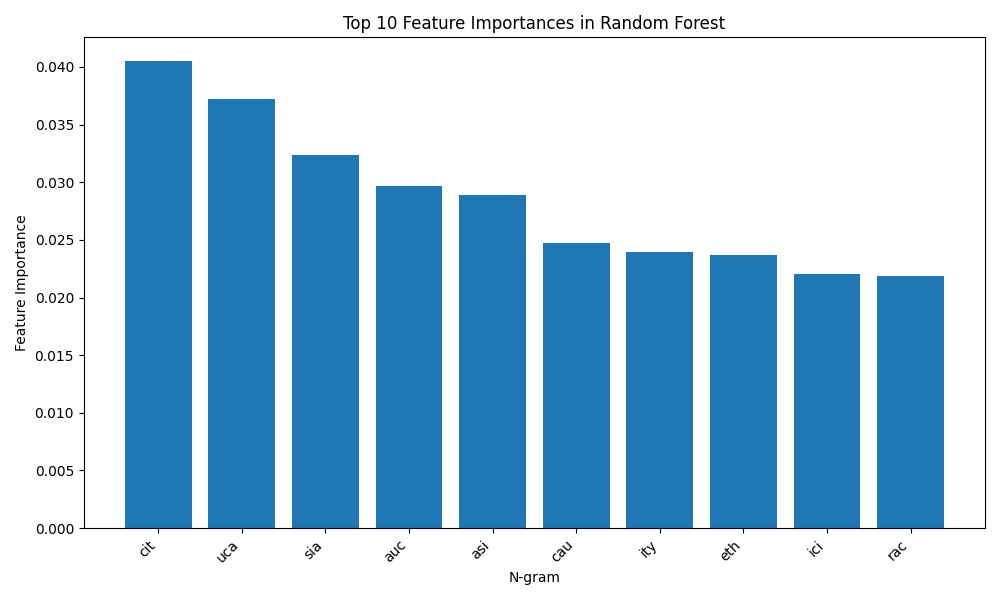 Top 10 Feature Importances in Random Forest
0.040
0.035
0.030
0.025
0.020
0.015
0.010
0.005
0.000
Feature Importance
cit uca sia auc asi cau ity eth ici rac
N-gram